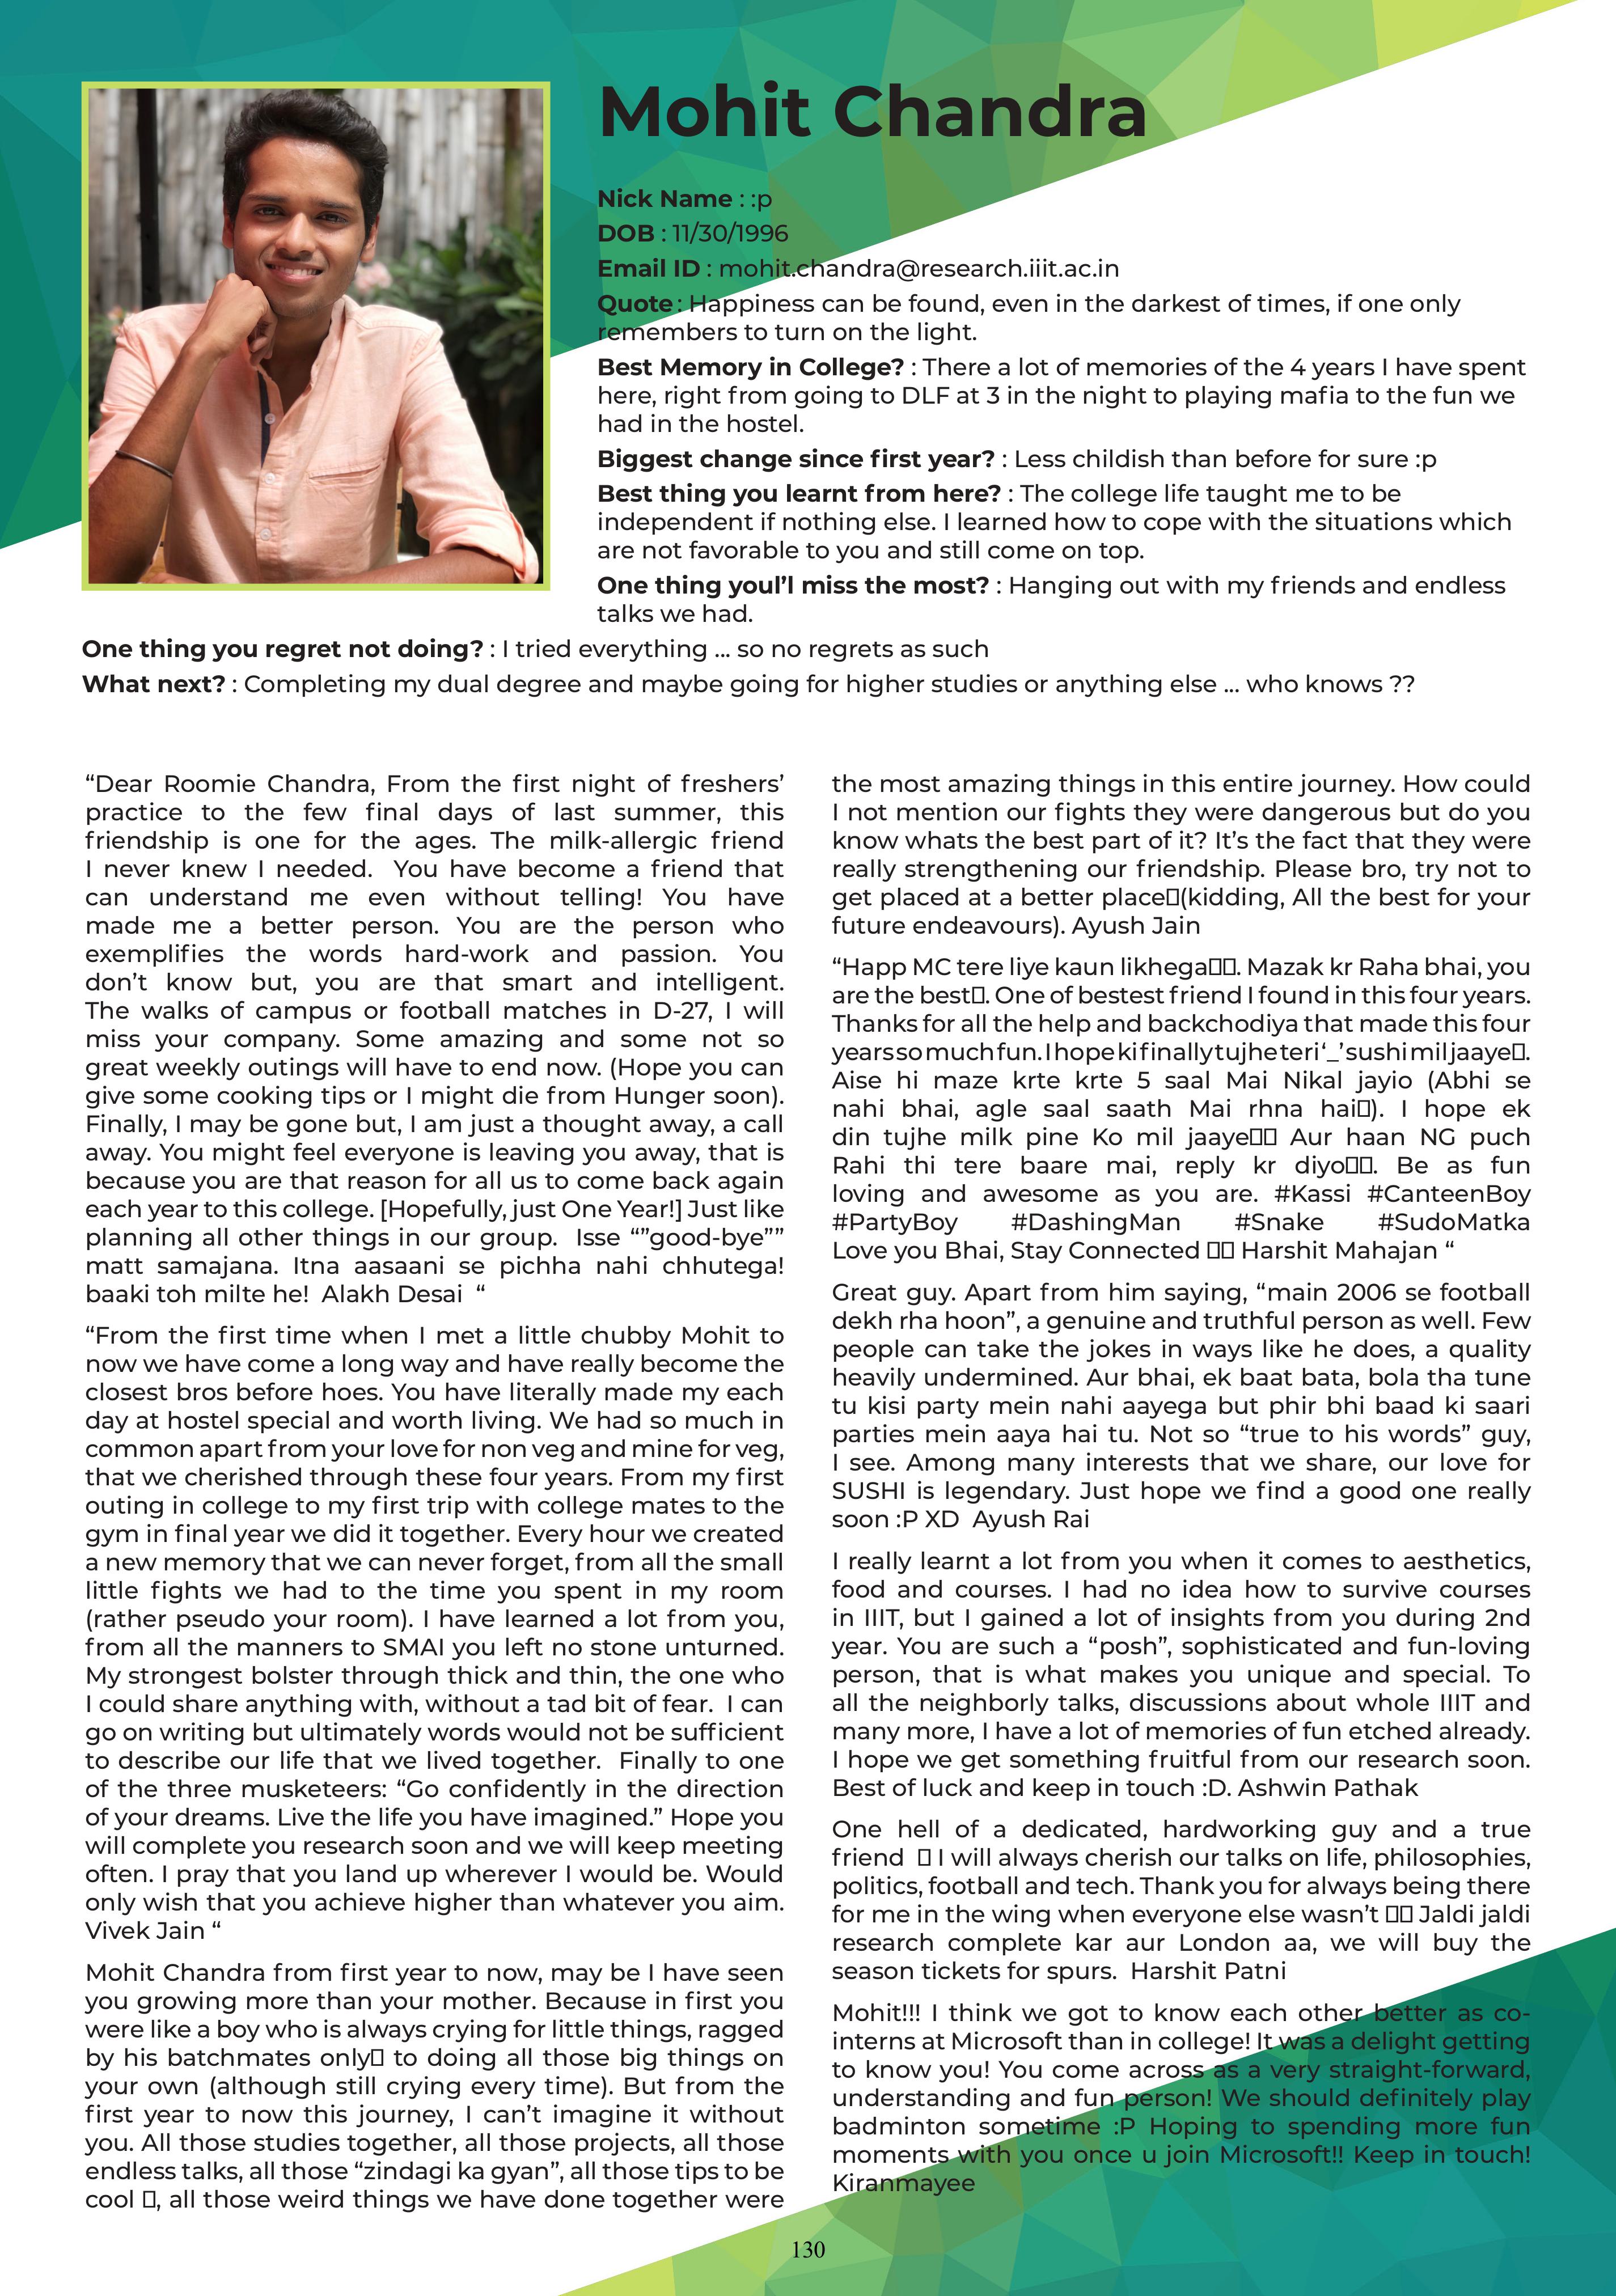 Mohit Chandra
Nick Name : :p
DOB : 11/30/1996
Email ID : mohit.chandra@research.iiit.ac.in
Quote : Happiness can be found, even in the darkest of times, if one only
remembers to turn on the light.
Best Memory in College? : There a lot of memories of the 4 years I have spent
here, right from going to DLF at 3 in the night to playing mafia to the fun we
had in the hostel.
Biggest change since first year? : Less childish than before for sure :p
Best thing you learnt from here? : The college life taught me to be
independent if nothing else. I learned how to cope with the situations which
are not favorable to you and still come on top.
One thing youl’l miss the most? : Hanging out with my friends and endless
talks we had.
One thing you regret not doing? : I tried everything ... so no regrets as such
What next? : Completing my dual degree and maybe going for higher studies or anything else ... who knows ??
“Dear Roomie Chandra, From the first night of freshers’
practice to the few final days of last summer, this
friendship is one for the ages. The milk-allergic friend
I never knew I needed. You have become a friend that
can understand me even without telling! You have
made me a better person. You are the person who
exemplifies the words hard-work and passion. You
don’t know but, you are that smart and intelligent.
The walks of campus or football matches in D-27, I will
miss your company. Some amazing and some not so
great weekly outings will have to end now. (Hope you can
give some cooking tips or I might die from Hunger soon).
Finally, I may be gone but, I am just a thought away, a call
away. You might feel everyone is leaving you away, that is
because you are that reason for all us to come back again
each year to this college. [Hopefully, just One Year!] Just like
planning all other things in our group. Isse “”good-bye””
matt samajana. Itna aasaani se pichha nahi chhutega!
baaki toh milte he! Alakh Desai “
“From the first time when I met a little chubby Mohit to
now we have come a long way and have really become the
closest bros before hoes. You have literally made my each
day at hostel special and worth living. We had so much in
common apart from your love for non veg and mine for veg,
that we cherished through these four years. From my first
outing in college to my first trip with college mates to the
gym in final year we did it together. Every hour we created
a new memory that we can never forget, from all the small
little fights we had to the time you spent in my room
(rather pseudo your room). I have learned a lot from you,
from all the manners to SMAI you left no stone unturned.
My strongest bolster through thick and thin, the one who
I could share anything with, without a tad bit of fear. I can
go on writing but ultimately words would not be sufficient
to describe our life that we lived together. Finally to one
of the three musketeers: “Go confidently in the direction
of your dreams. Live the life you have imagined.” Hope you
will complete you research soon and we will keep meeting
often. I pray that you land up wherever I would be. Would
only wish that you achieve higher than whatever you aim.
Vivek Jain “
Mohit Chandra from first year to now, may be I have seen
you growing more than your mother. Because in first you
were like a boy who is always crying for little things, ragged
by his batchmates only▯ to doing all those big things on
your own (although still crying every time). But from the
first year to now this journey, I can’t imagine it without
you. All those studies together, all those projects, all those
endless talks, all those “zindagi ka gyan”, all those tips to be
cool ▯, all those weird things we have done together were
the most amazing things in this entire journey. How could
I not mention our fights they were dangerous but do you
know whats the best part of it? It’s the fact that they were
really strengthening our friendship. Please bro, try not to
get placed at a better place▯(kidding, All the best for your
future endeavours). Ayush Jain
“Happ MC tere liye kaun likhega▯▯. Mazak kr Raha bhai, you
are the best▯. One of bestest friend I found in this four years.
Thanks for all the help and backchodiya that made this four
years so much fun. I hope ki finally tujhe teri ‘_’ sushi mil jaaye▯.
Aise hi maze krte krte 5 saal Mai Nikal jayio (Abhi se
nahi bhai, agle saal saath Mai rhna hai▯). I hope ek
din tujhe milk pine Ko mil jaaye▯▯ Aur haan NG puch
Rahi thi tere baare mai, reply kr diyo▯▯. Be as fun
loving and awesome as you are. #Kassi #CanteenBoy
#PartyBoy #DashingMan #Snake #SudoMatka
Love you Bhai, Stay Connected ▯▯ Harshit Mahajan “
Great guy. Apart from him saying, “main 2006 se football
dekh rha hoon”, a genuine and truthful person as well. Few
people can take the jokes in ways like he does, a quality
heavily undermined. Aur bhai, ek baat bata, bola tha tune
tu kisi party mein nahi aayega but phir bhi baad ki saari
parties mein aaya hai tu. Not so “true to his words” guy,
I see. Among many interests that we share, our love for
SUSHI is legendary. Just hope we find a good one really
soon :P XD Ayush Rai
I really learnt a lot from you when it comes to aesthetics,
food and courses. I had no idea how to survive courses
in IIIT, but I gained a lot of insights from you during 2nd
year. You are such a “posh”, sophisticated and fun-loving
person, that is what makes you unique and special. To
all the neighborly talks, discussions about whole IIIT and
many more, I have a lot of memories of fun etched already.
I hope we get something fruitful from our research soon.
Best of luck and keep in touch :D. Ashwin Pathak
One hell of a dedicated, hardworking guy and a true
friend ▯ I will always cherish our talks on life, philosophies,
politics, football and tech. Thank you for always being there
for me in the wing when everyone else wasn’t ▯▯ Jaldi jaldi
research complete kar aur London aa, we will buy the
season tickets for spurs. Harshit Patni
Mohit!!! I think we got to know each other better as co-
interns at Microsoft than in college! It was a delight getting
to know you! You come across as a very straight-forward,
understanding and fun person! We should definitely play
badminton sometime :P Hoping to spending more fun
moments with you once u join Microsoft!! Keep in touch!
Kiranmayee
130